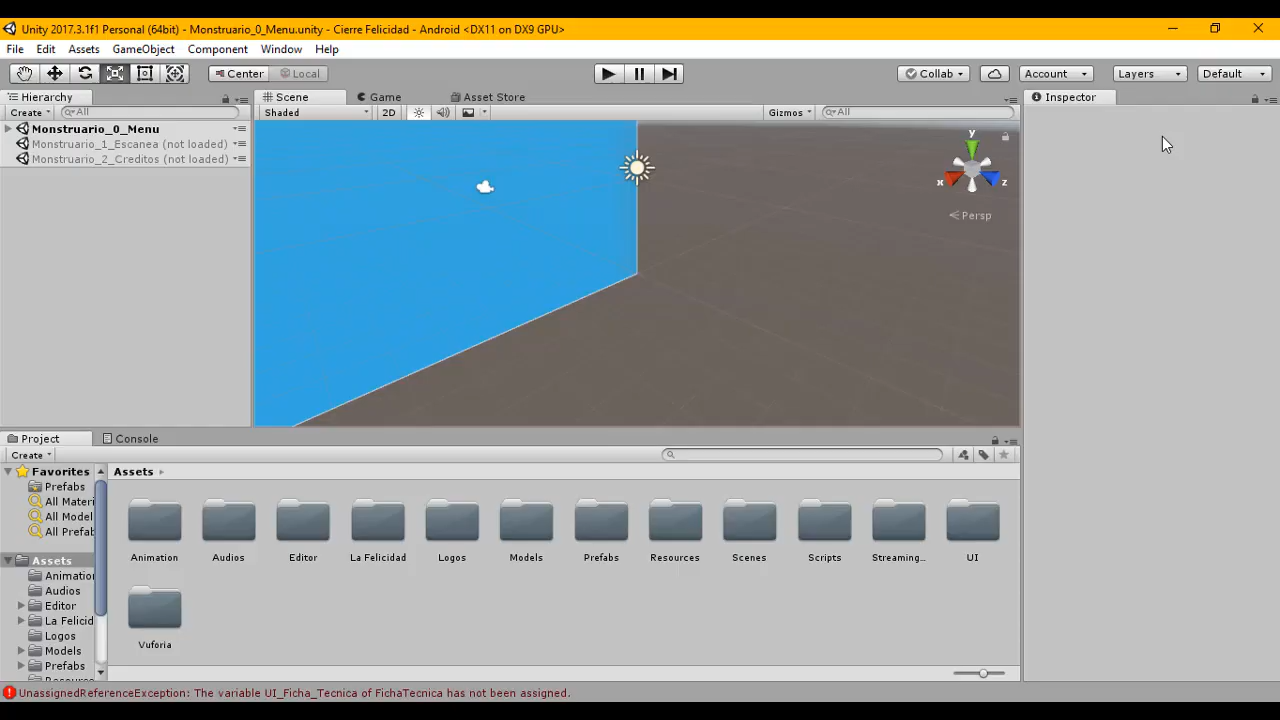 Unity 2017.3.1f1 Personal (64bit) - Monstruario_0_Menu.unity - Cierre Felicidad - Android <DX11 on DX9 GPU>
File Edit Assets GameObject Component Window Help
Center Local Collab Account Layers Default
Hierarchy Scene Game Asset Store Inspector
Create All Shaded 2D Gizmos All
Monstruario_0_Menu
Monstruario_1_Escanea (not loaded)
Monstruario_2_Creditos (not loaded)
y
x z
Persp
Project Console
Create
Favorites
Prefabs
All Materi
All Model
All Prefab
Assets
Animation
Audios
Editor
La Felicid
Logos
Models
Prefabs
Assets
Animation Audios Editor La Felicidad Logos Models Prefabs Resources Scenes Scripts Streaming... UI
Vuforia
UnassignedReferenceException: The variable UI_Ficha_Tecnica of FichaTecnica has not been assigned.